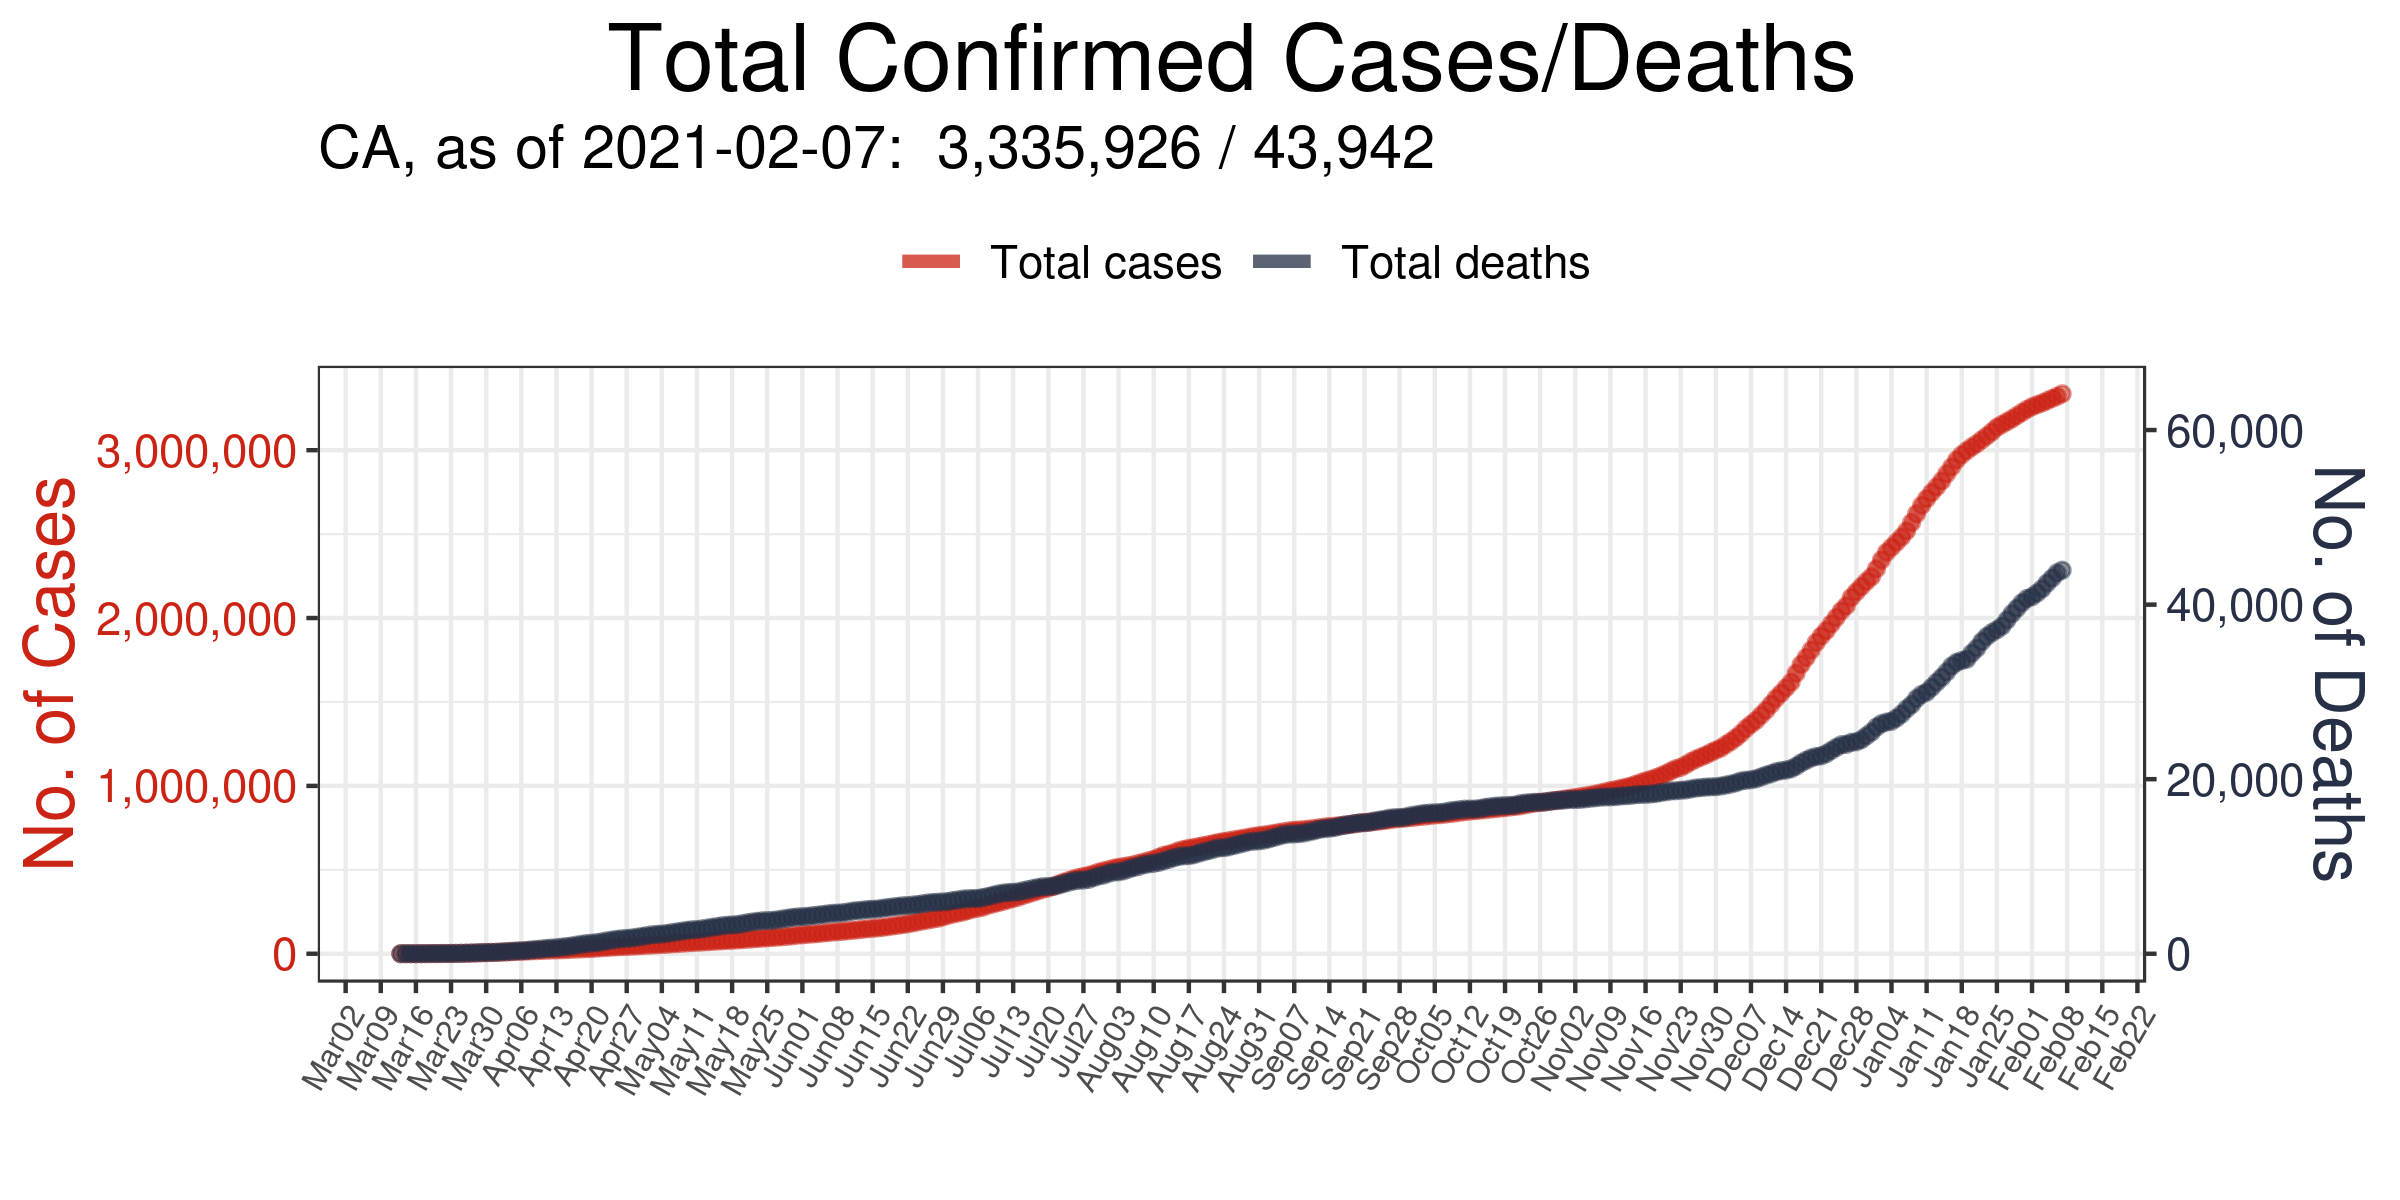 Total Confirmed Cases/Deaths
CA, as of 2021-02-07:  3,335,926 / 43,942
Total cases
Total deaths
No. of Cases
3,000,000
2,000,000
1,000,000
0
60,000
40,000
20,000
0
No. of Deaths
Mar02
Mar09
Mar16
Mar23
Mar30
Apr06
Apr13
Apr20
Apr27
May04
May11
May18
May25
Jun01
Jun08
Jun15
Jun22
Jun29
Jul06
Jul13
Jul20
Jul27
Aug03
Aug10
Aug17
Aug24
Aug31
Sep07
Sep14
Sep21
Sep28
Oct05
Oct12
Oct19
Oct26
Nov02
Nov09
Nov16
Nov23
Nov30
Dec07
Dec14
Dec21
Dec28
Jan04
Jan11
Jan18
Jan25
Feb01
Feb08
Feb15
Feb22